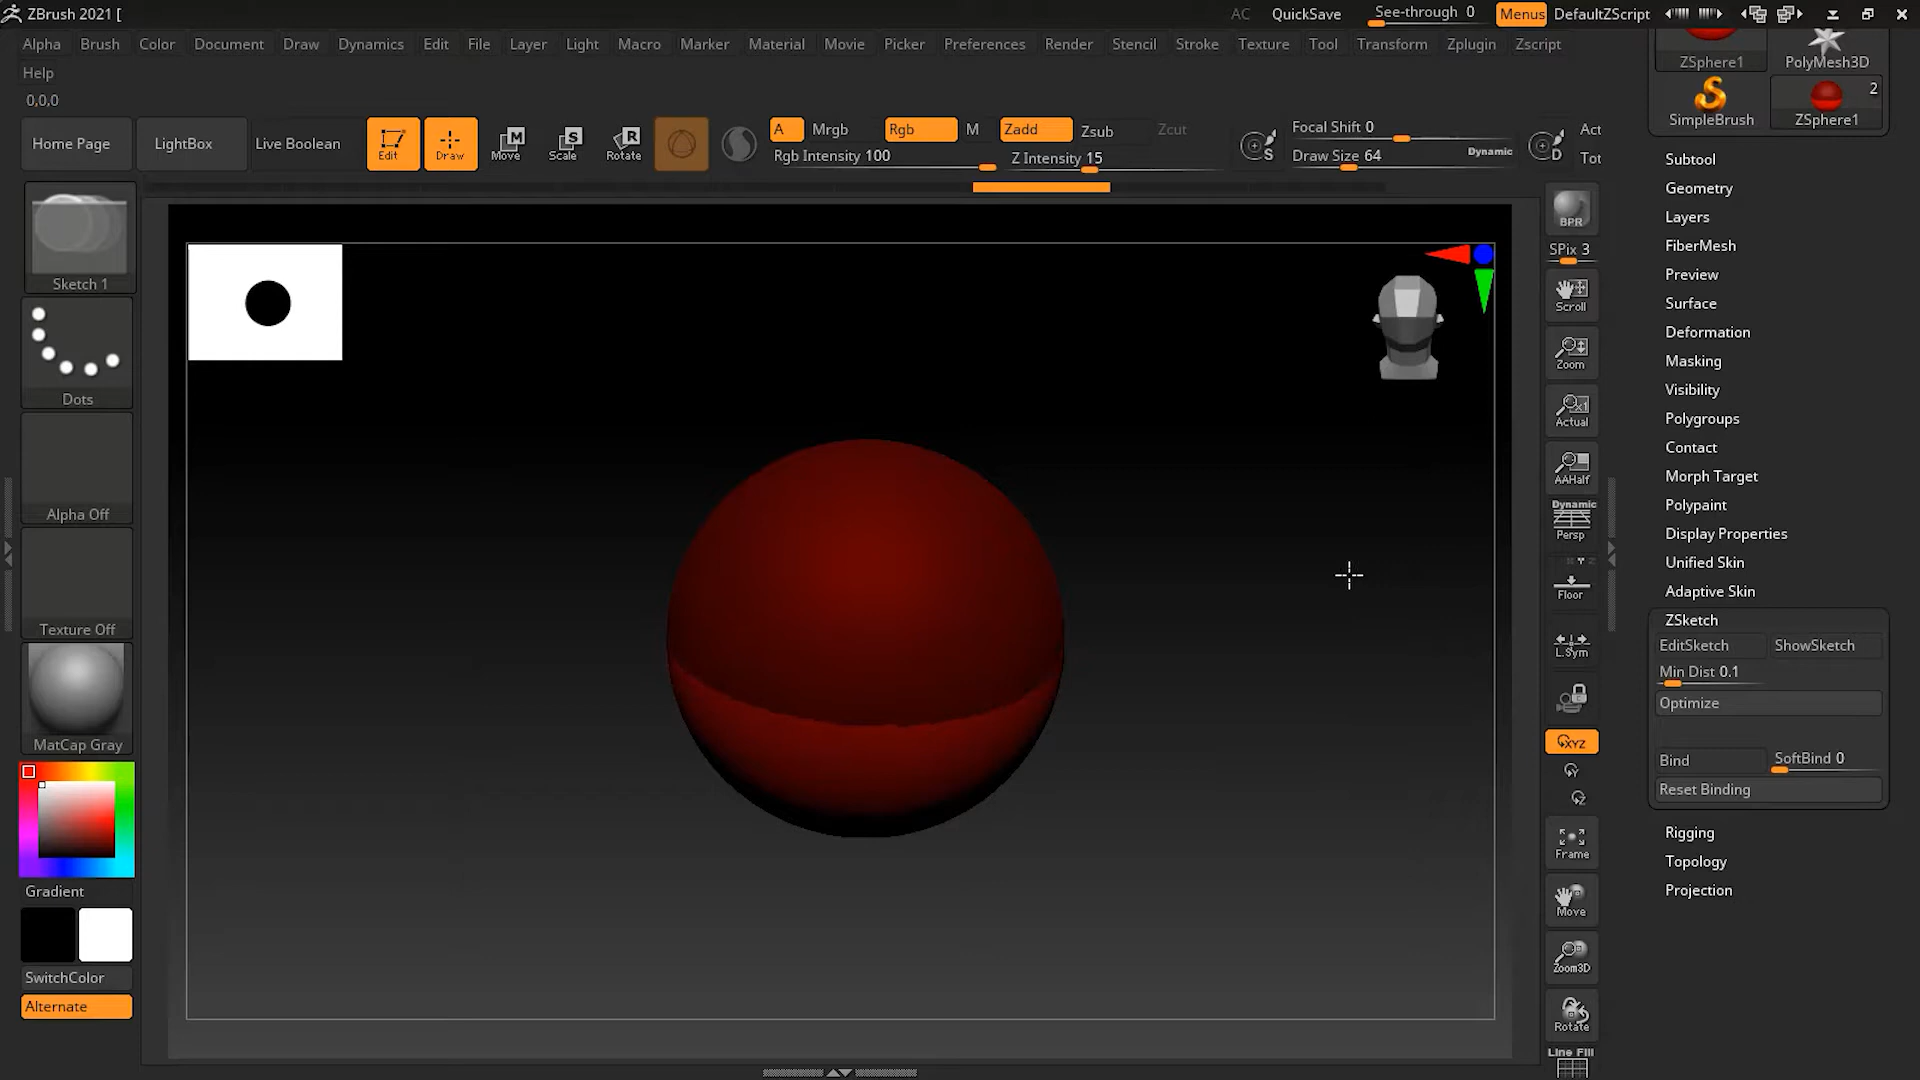 ZBrush 2021 [
AC QuickSave See-through 0 Menus DefaultZScript
Alpha Brush Color Document Draw Dynamics Edit File Layer Light Macro Marker Material Movie Picker Preferences Render Stencil Stroke Texture Tool Transform Zplugin Zscript
Help
0,0,0
Home Page LightBox Live Boolean Edit Draw Move Scale Rotate
M S R
A Mrgb Rgb M Zadd Zsub Zcut
Rgb Intensity 100 Z Intensity 15
S Focal Shift 0
Draw Size 64 Dynamic
D Act
Tot
Sketch 1
Dots
Alpha Off
Texture Off
MatCap Gray
Gradient
SwitchColor
Alternate
BPR
SPix 3
Scroll
Zoom
Actual
AAHalf
Dynamic
Persp
Floor
L.Sym
XYZ
Y
Z
Frame
Move
Zoom3D
Rotate
Line Fill
ZSphere1 PolyMesh3D
2
SimpleBrush ZSphere1
Subtool
Geometry
Layers
FiberMesh
Preview
Surface
Deformation
Masking
Visibility
Polygroups
Contact
Morph Target
Polypaint
Display Properties
Unified Skin
Adaptive Skin
ZSketch
EditSketch ShowSketch
Min Dist 0.1
Optimize
Bind SoftBind 0
Reset Binding
Rigging
Topology
Projection